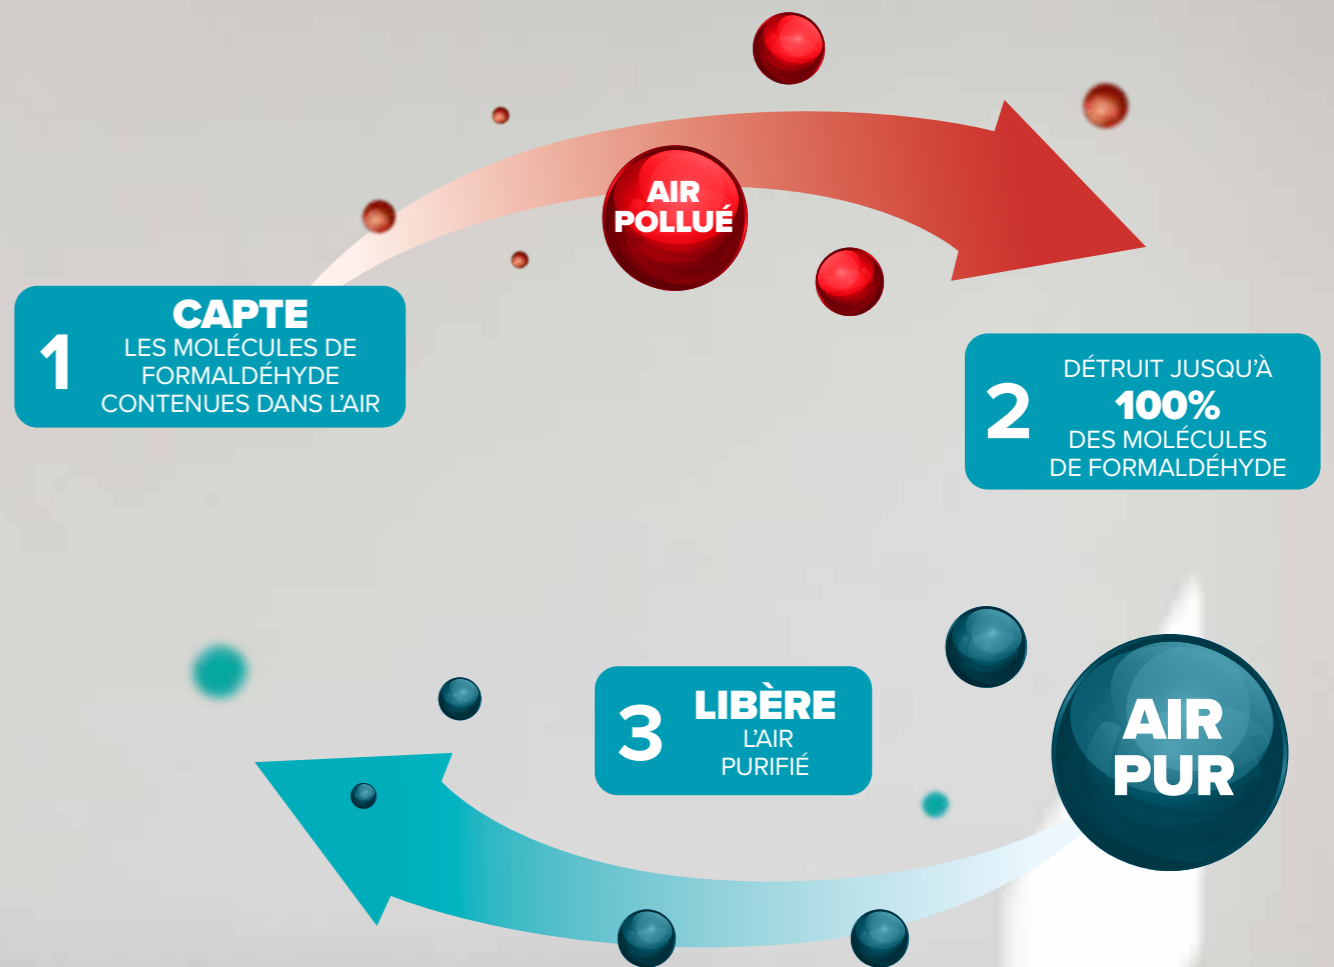 AIR
POLLUÉ
1
CAPTE
LES MOLÉCULES DE
FORMALDÉHYDE
CONTENUES DANS L'AIR
2
DÉTRUIT JUSQU'À
100%
DES MOLÉCULES
DE FORMALDÉHYDE
3
LIBÈRE
L'AIR
PURIFIÉ
AIR
PUR